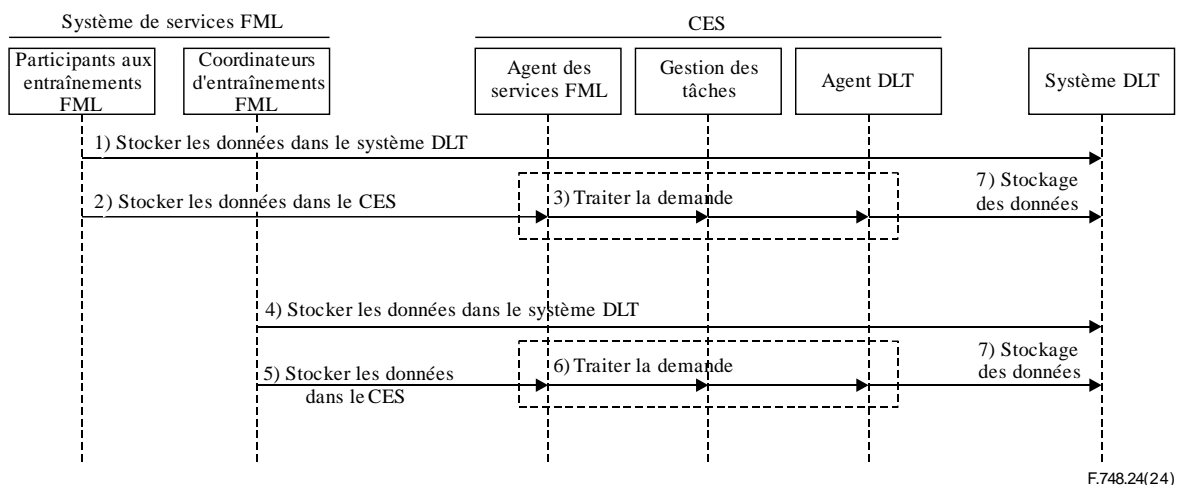 Système de services FML
CES
Participants aux
entraînements
FML
Coordinateurs
d'entraînements
FML
Agent des
services FML
Gestion des
tâches
Agent DLT
Système DLT
1) Stocker les données dans le système DLT
2) Stocker les données dans le CES
3) Traiter la demande
7) Stockage
des données
4) Stocker les données dans le système DLT
5) Stocker les données
dans le CES
6) Traiter la demande
7) Stockage
des données
F.748.24(24)